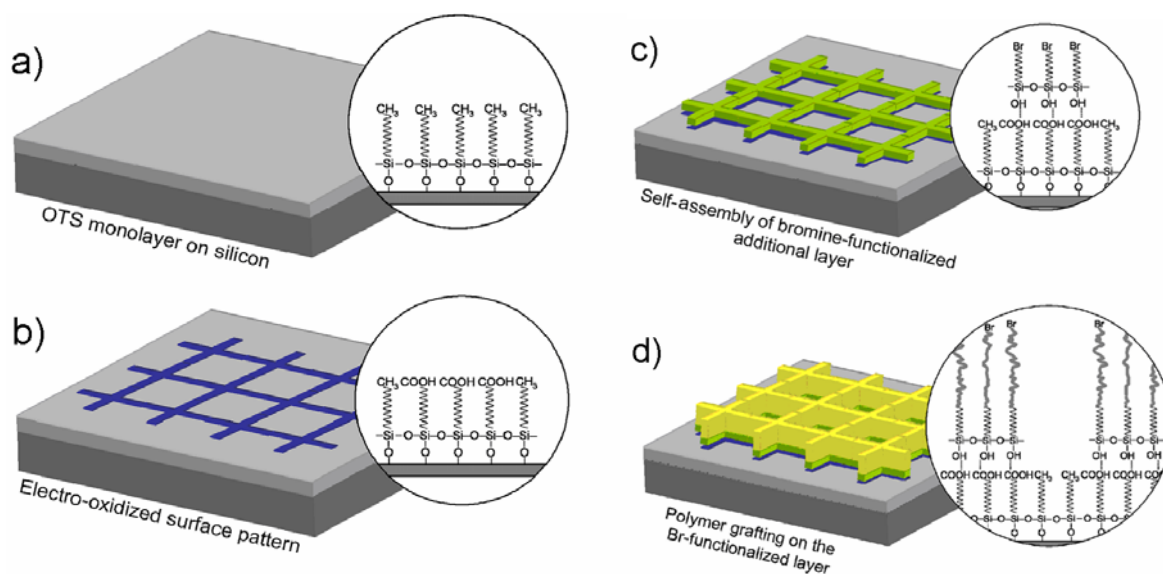 a)
CH₃ CH₃ CH₃ CH₃ CH₃
Si O Si O Si O Si O Si
O O O O O
OTS monolayer on silicon
b)
CH₃ COOH COOH COOH CH₃
Si O Si O Si O Si O Si
O O O O O
Electro-oxidized surface pattern
c)
Br Br Br
Si O Si O Si
OH OH OH
CH₃ COOH COOH COOH CH₃
Si O Si O Si O Si O Si
O O O O O
Self-assembly of bromine-functionalized
additional layer
d)
Br Br Br
Si O Si Si O Si O Si
OH OH OH OH OH
COOH COOH COOH CH₃ CH₃ COOH COOH
Si O Si O Si O Si O Si O Si O Si
O O O O O O
Polymer grafting on the
Br-functionalized layer